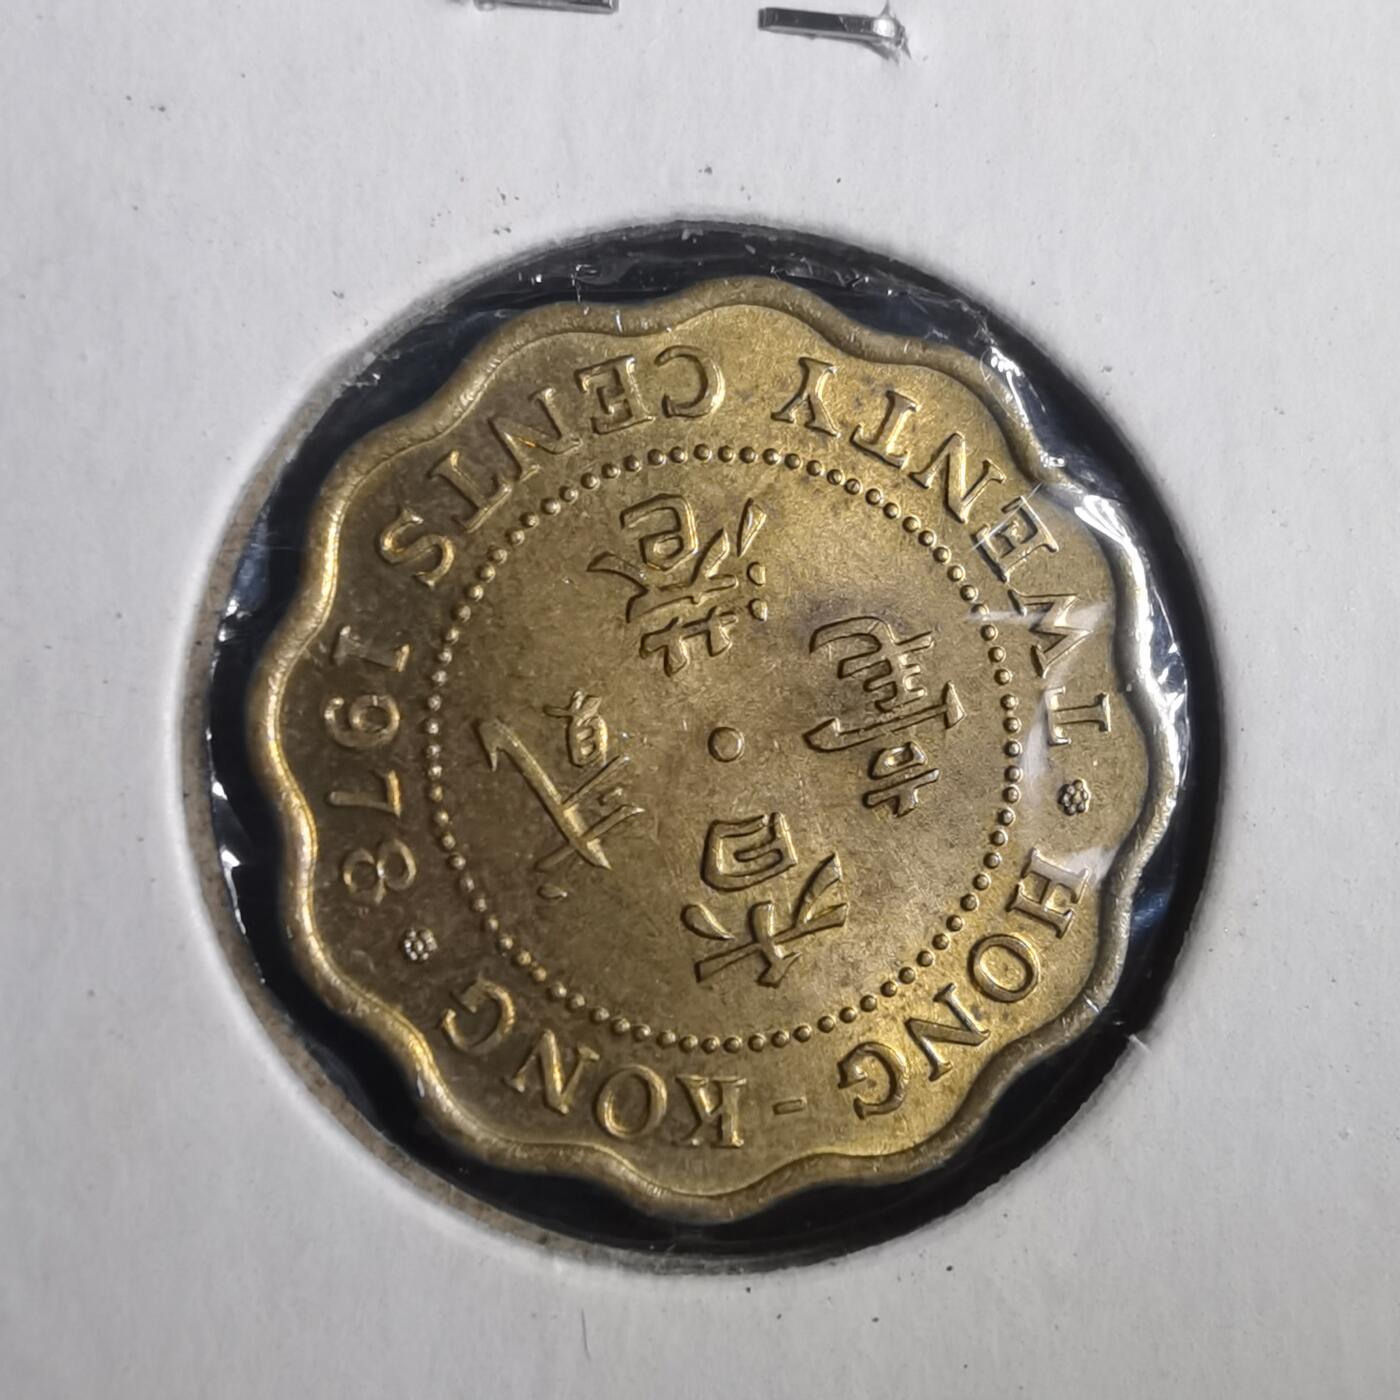 HONG-KONG
TWENTY CENTS 1978
香港
貳毫